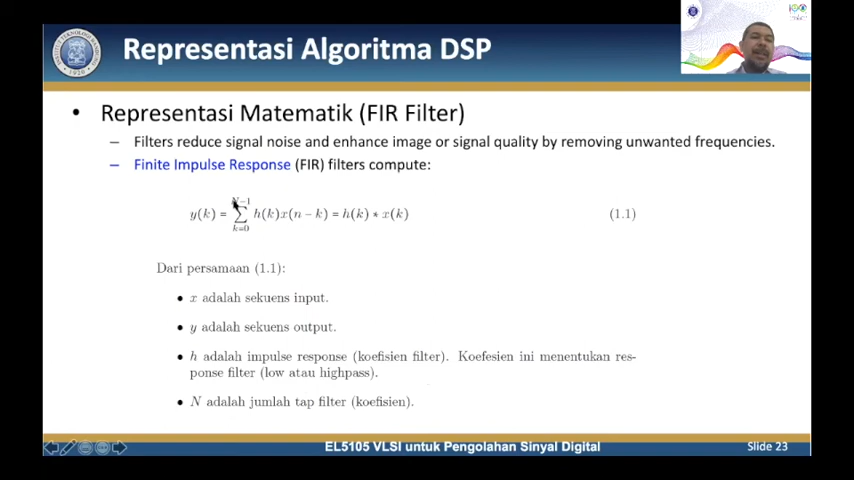 Representasi Algoritma DSP
• Representasi Matematik (FIR Filter)
– Filters reduce signal noise and enhance image or signal quality by removing unwanted frequencies.
– Finite Impulse Response (FIR) filters compute:
y(k) = ∑_{k=0}^{N−1} h(k)x(n − k) = h(k) ∗ x(k) (1.1)
Dari persamaan (1.1):
• x adalah sekuens input.
• y adalah sekuens output.
• h adalah impulse response (koefisien filter). Koefesien ini menentukan res-
ponse filter (low atau highpass).
• N adalah jumlah tap filter (koefisien).
EL5105 VLSI untuk Pengolahan Sinyal Digital
Slide 23